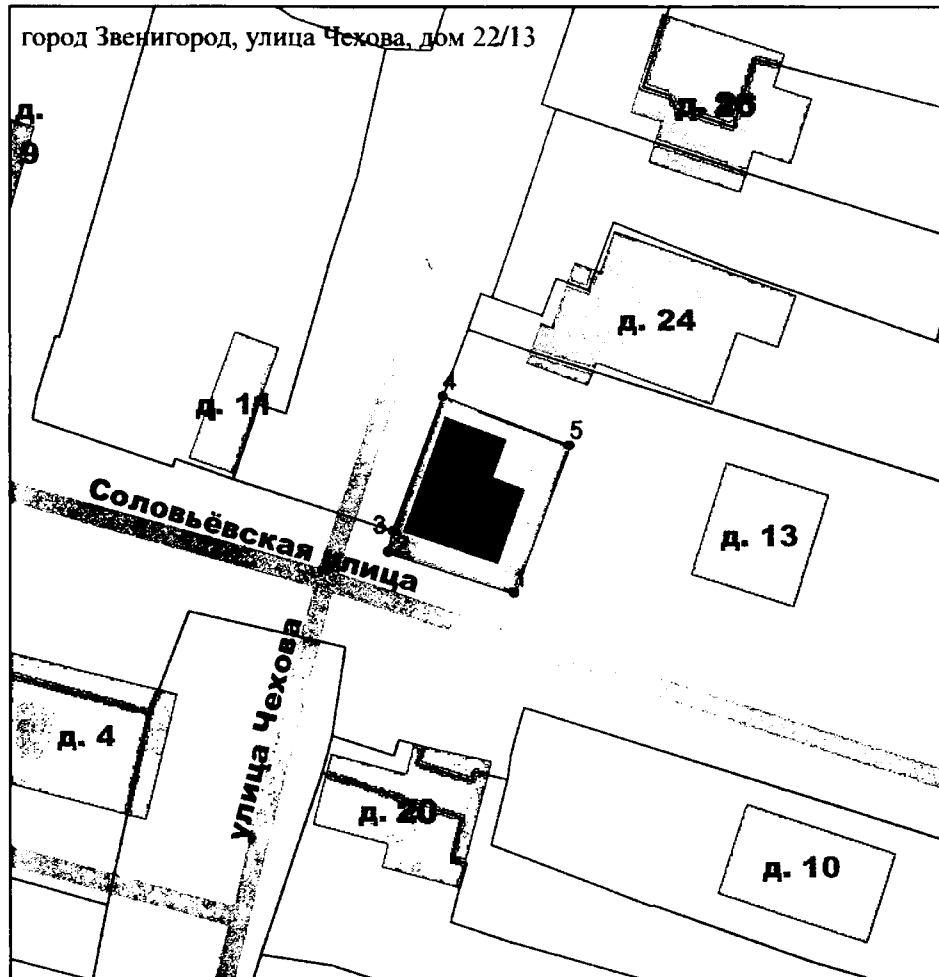 город Звенигород, улица Чехова, дом 22/13
д. 26
д.
9
д. 24
4
д. 14
5
3
2
Соловьёвская улица
д. 13
1
улица Чехова
д. 4
д. 20
д. 10